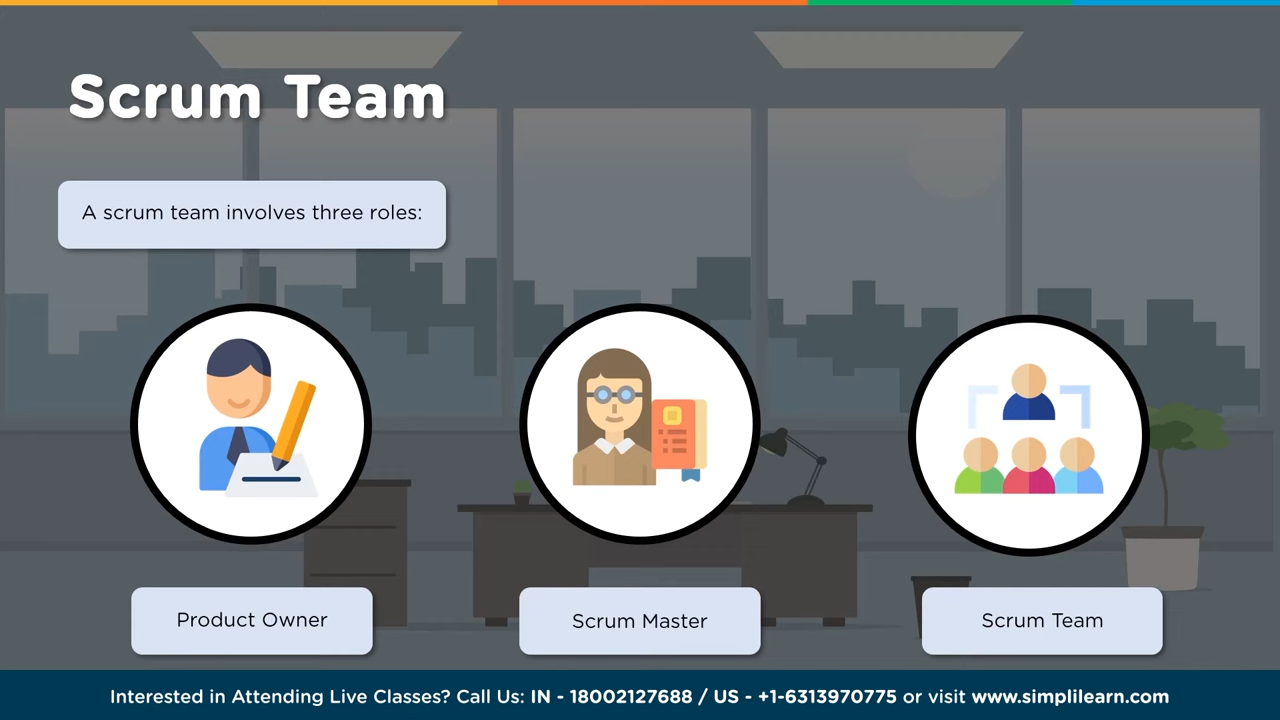 Scrum Team
A scrum team involves three roles:
Product Owner
Scrum Master
Scrum Team
Interested in Attending Live Classes? Call Us: IN - 18002127688 / US - +1-6313970775 or visit www.simplilearn.com